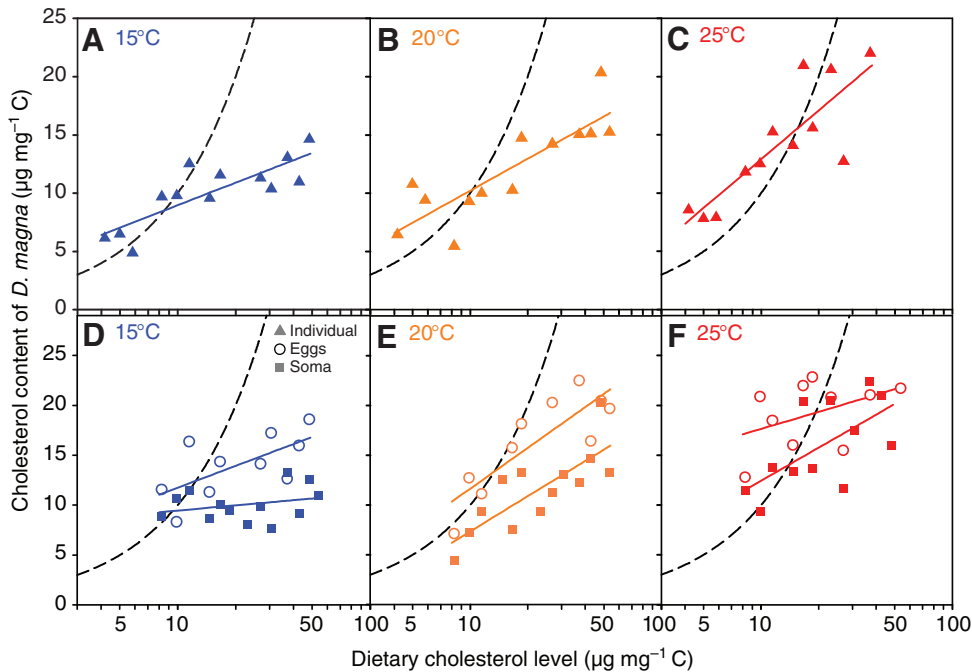 25
20
15
10
5
0
A 15°C
B 20°C
C 25°C
25
20
15
10
5
0
D 15°C
Individual
Eggs
Soma
E 20°C
F 25°C
5 10 50 100
5 10 50 100
5 10 50 100
Cholesterol content of D. magna (μg mg⁻¹ C)
Dietary cholesterol level (μg mg⁻¹ C)